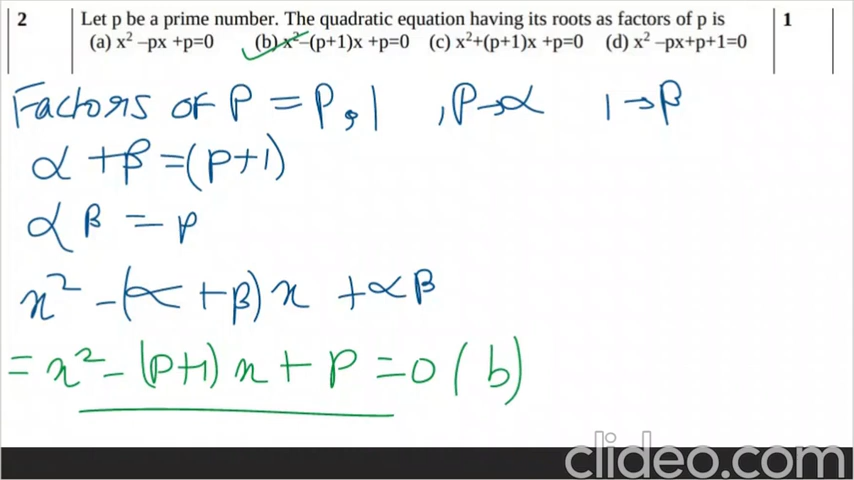 2 Let p be a prime number. The quadratic equation having its roots as factors of p is 1
(a) x² –px +p=0 (b) x²–(p+1)x +p=0 (c) x²+(p+1)x +p=0 (d) x² –px+p+1=0
Factors of P = P, 1 , P→α 1→β
α + β = (p+1)
α β = p
x² - (α + β) x + α β
= x² - (p+1) x + p = 0 (b)
clideo.com